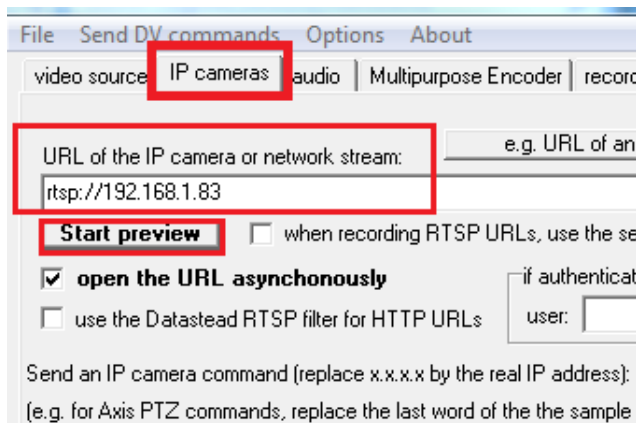 File Send DV commands Options About
video source IP cameras audio Multipurpose Encoder recor
URL of the IP camera or network stream: e.g. URL of an
rtsp://192.168.1.83
Start preview when recording RTSP URLs, use the se
open the URL asynchonously if authenticat
use the Datastead RTSP filter for HTTP URLs user:
Send an IP camera command (replace x.x.x.x by the real IP address):
(e.g. for Axis PTZ commands, replace the last word of the the sample